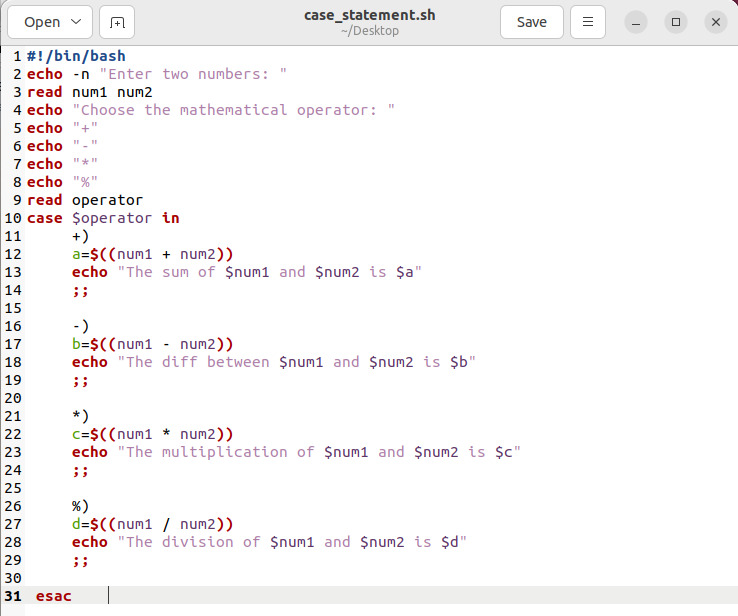 Open
case_statement.sh
~/Desktop
Save
1 #!/bin/bash
2 echo -n "Enter two numbers: "
3 read num1 num2
4 echo "Choose the mathematical operator: "
5 echo "+"
6 echo "-"
7 echo "*"
8 echo "%"
9 read operator
10 case $operator in
11 +)
12 a=$((num1 + num2))
13 echo "The sum of $num1 and $num2 is $a"
14 ;;
15
16 -)
17 b=$((num1 - num2))
18 echo "The diff between $num1 and $num2 is $b"
19 ;;
20
21 *)
22 c=$((num1 * num2))
23 echo "The multiplication of $num1 and $num2 is $c"
24 ;;
25
26 %)
27 d=$((num1 / num2))
28 echo "The division of $num1 and $num2 is $d"
29 ;;
30
31 esac